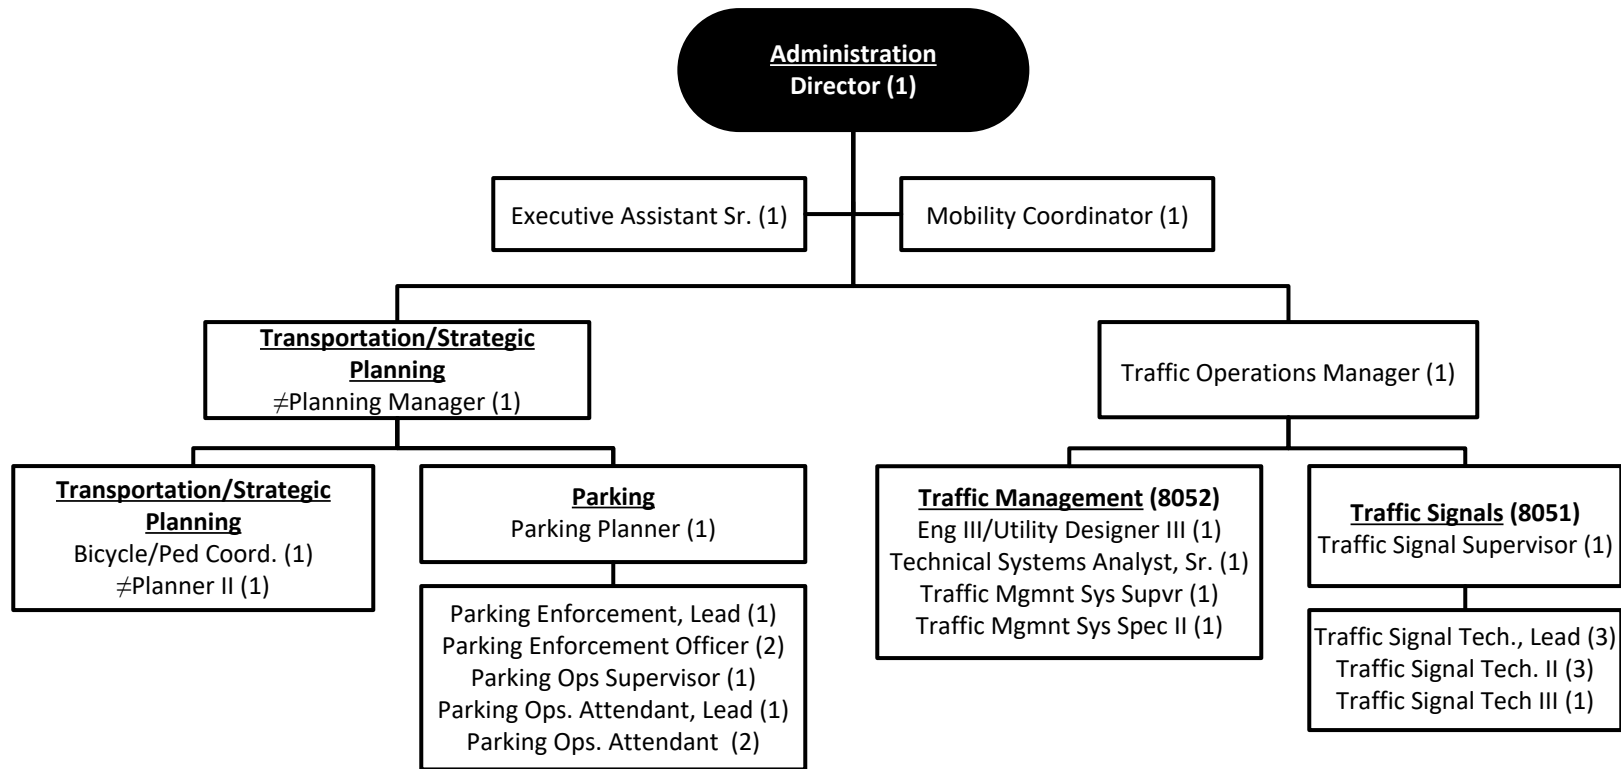 Administration
Director (1)
Executive Assistant Sr. (1)
Mobility Coordinator (1)
Transportation/Strategic
Planning
≠Planning Manager (1)
Traffic Operations Manager (1)
Transportation/Strategic
Planning
Bicycle/Ped Coord. (1)
≠Planner II (1)
Parking
Parking Planner (1)
Parking Enforcement, Lead (1)
Parking Enforcement Officer (2)
Parking Ops Supervisor (1)
Parking Ops. Attendant, Lead (1)
Parking Ops. Attendant (2)
Traffic Management (8052)
Eng III/Utility Designer III (1)
Technical Systems Analyst, Sr. (1)
Traffic Mgmnt Sys Supvr (1)
Traffic Mgmnt Sys Spec II (1)
Traffic Signals (8051)
Traffic Signal Supervisor (1)
Traffic Signal Tech., Lead (3)
Traffic Signal Tech. II (3)
Traffic Signal Tech III (1)